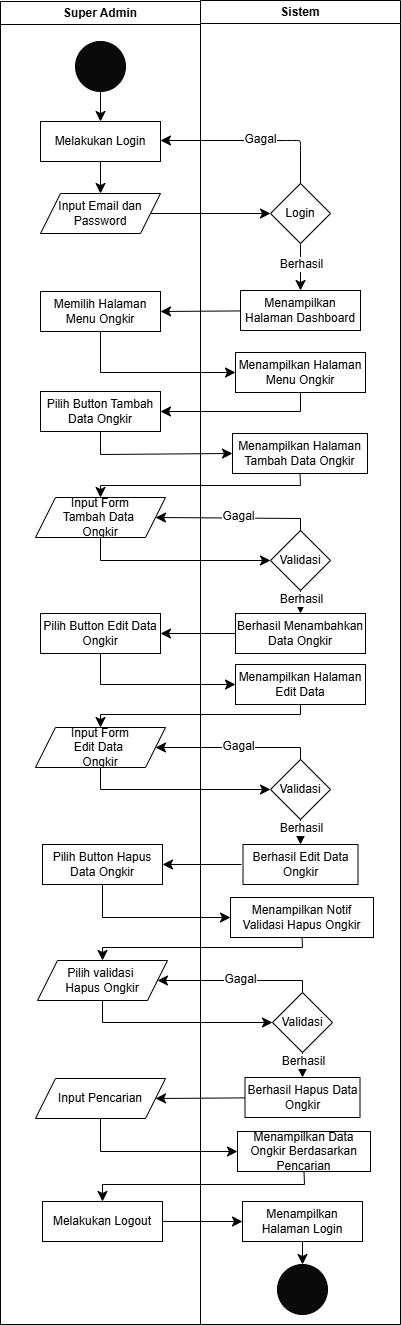 Super Admin
Sistem
Melakukan Login
Gagal
Input Email dan
Password
Login
Berhasil
Memilih Halaman
Menu Ongkir
Menampilkan
Halaman Dashboard
Menampilkan Halaman
Menu Ongkir
Pilih Button Tambah
Data Ongkir
Menampilkan Halaman
Tambah Data Ongkir
Input Form
Tambah Data
Ongkir
Gagal
Validasi
Berhasil
Pilih Button Edit Data
Ongkir
Berhasil Menambahkan
Data Ongkir
Menampilkan Halaman
Edit Data
Input Form
Edit Data
Ongkir
Gagal
Validasi
Berhasil
Pilih Button Hapus
Data Ongkir
Berhasil Edit Data
Ongkir
Menampilkan Notif
Validasi Hapus Ongkir
Pilih validasi
Hapus Ongkir
Gagal
Validasi
Berhasil
Input Pencarian
Berhasil Hapus Data
Ongkir
Menampilkan Data
Ongkir Berdasarkan
Pencarian
Melakukan Logout
Menampilkan
Halaman Login